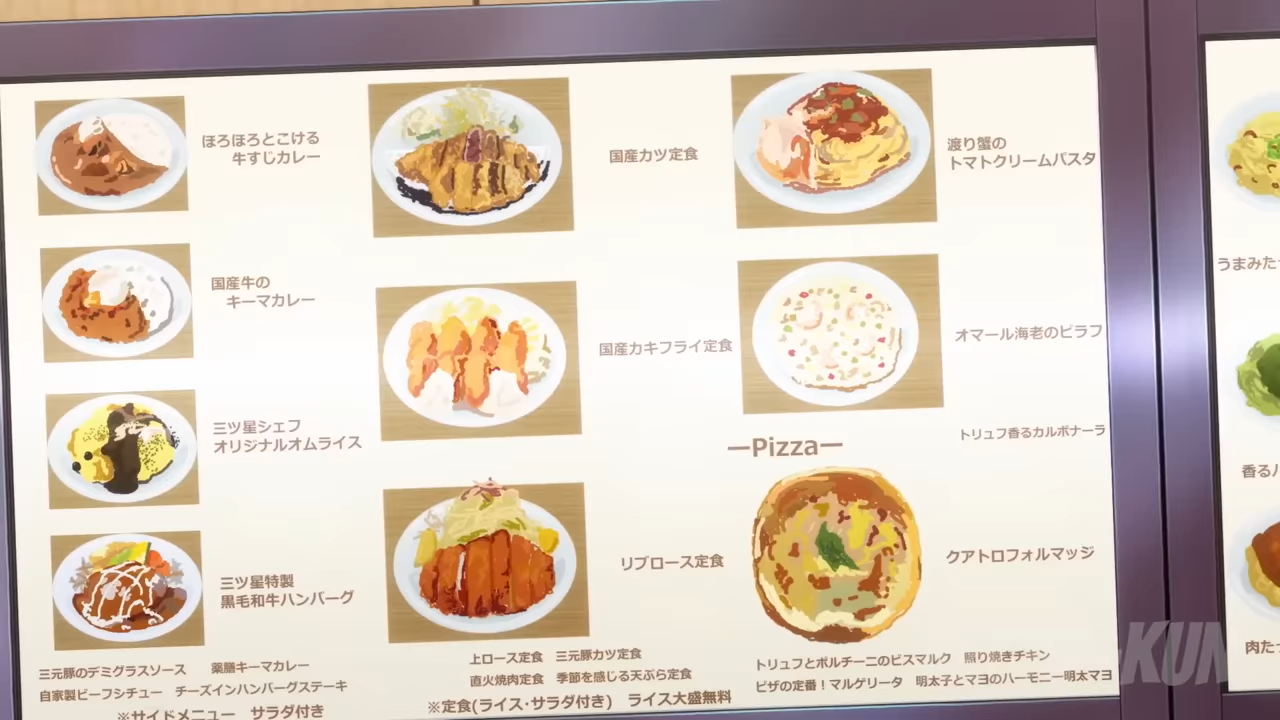 ほろほろとこける
牛すじカレー
国産牛の
キーマカレー
三ツ星シェフ
オリジナルオムライス
三ツ星特製
黒毛和牛ハンバーグ
三元豚のデミグラスソース 薬膳キーマカレー
自家製ビーフシチュー チーズインハンバーグステーキ
※サイドメニュー サラダ付き
国産カツ定食
国産カキフライ定食
リブロース定食
上ロース定食 三元豚カツ定食
直火焼肉定食 季節を感じる天ぷら定食
※定食(ライス・サラダ付き) ライス大盛無料
渡り蟹の
トマトクリームパスタ
オマール海老のピラフ
トリュフ香るカルボナーラ
ーPizzaー
クアトロフォルマッジ
トリュフとポルチーニのビスマルク 照り焼きチキン
ピザの定番！マルゲリータ 明太子とマヨのハーモニー明太マヨ
うまみた
香る
肉た
KUN